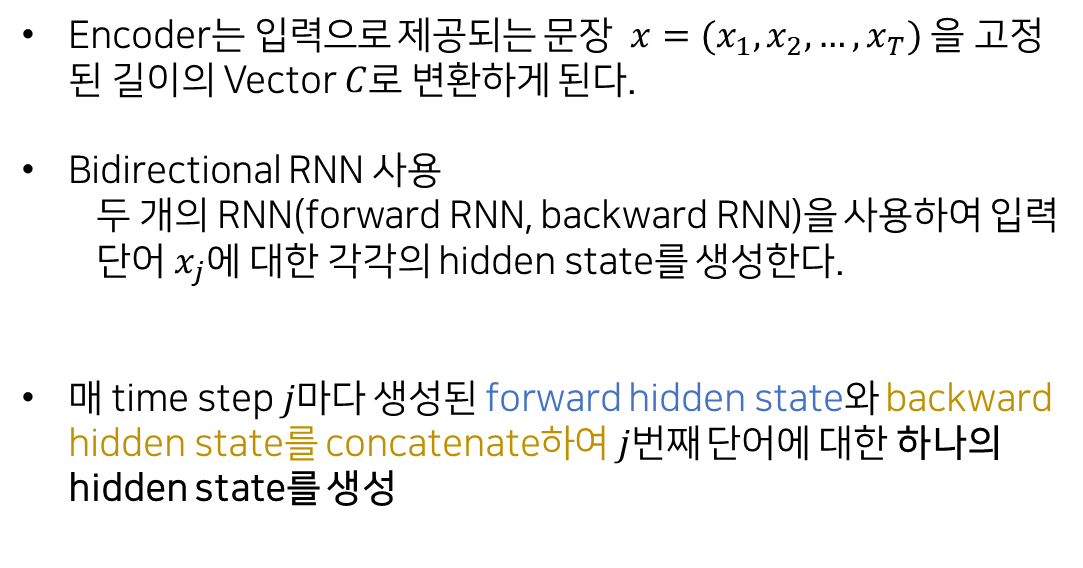 • Encoder는 입력으로 제공되는 문장 x = (x₁, x₂, … , x_T) 을 고정
된 길이의 Vector C로 변환하게 된다.
• Bidirectional RNN 사용
두 개의 RNN(forward RNN, backward RNN)을 사용하여 입력
단어 xⱼ에 대한 각각의 hidden state를 생성한다.
• 매 time step j마다 생성된 forward hidden state와 backward
hidden state를 concatenate하여 j번째 단어에 대한 하나의
hidden state를 생성